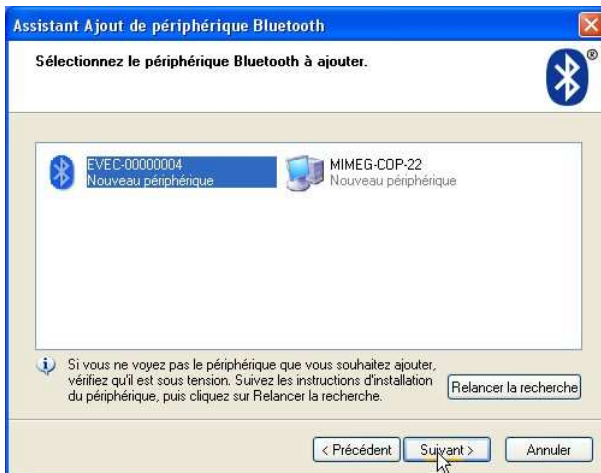 Assistant Ajout de périphérique Bluetooth
Sélectionnez le périphérique Bluetooth à ajouter.
®
EVEC-00000004
Nouveau périphérique
MIMEG-COP-22
Nouveau périphérique
Si vous ne voyez pas le périphérique que vous souhaitez ajouter,
vérifiez qu'il est sous tension. Suivez les instructions d'installation
du périphérique, puis cliquez sur Relancer la recherche.
Relancer la recherche
< Précédent
Suivant >
Annuler